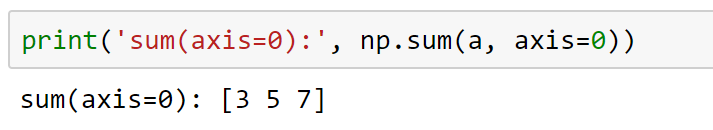 print('sum(axis=0):', np.sum(a, axis=0))
sum(axis=0): [3 5 7]